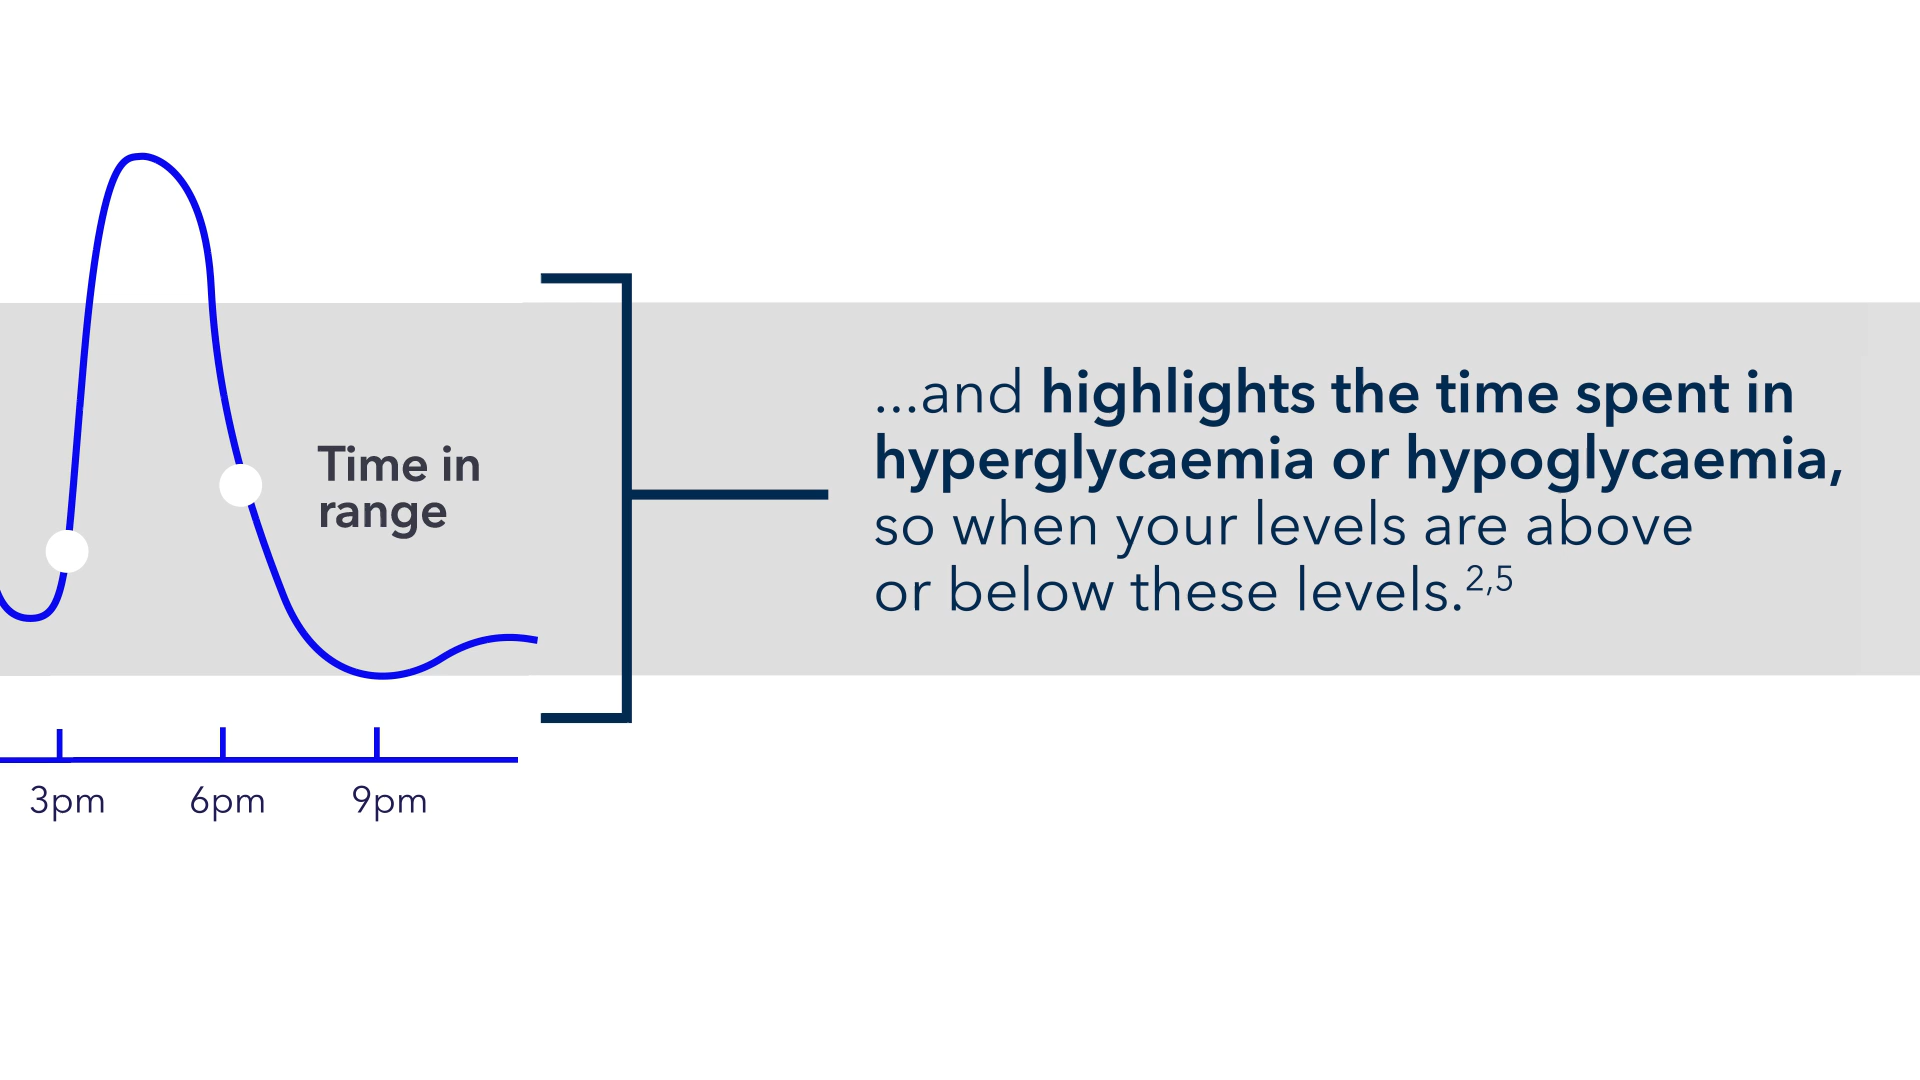 Time in
range
...and highlights the time spent in
hyperglycaemia or hypoglycaemia,
so when your levels are above
or below these levels.2,5
3pm 6pm 9pm